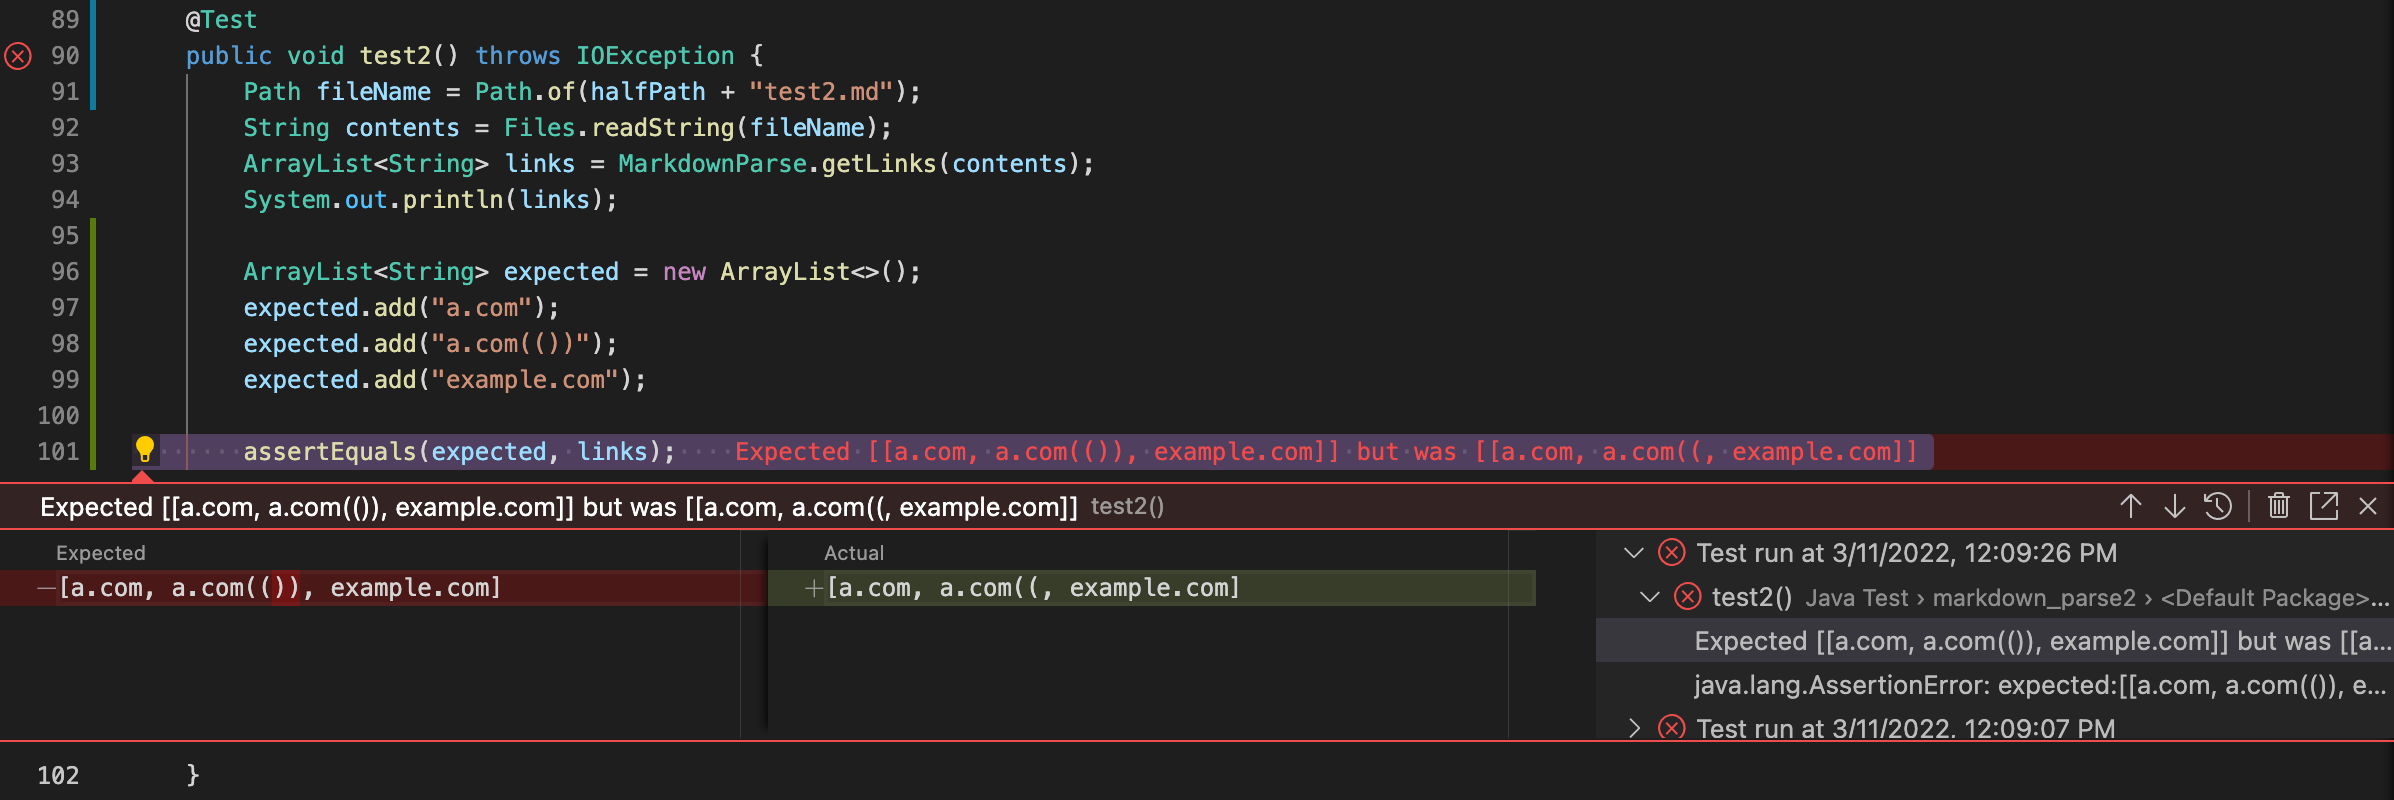 89 @Test
90 public void test2() throws IOException {
91 Path fileName = Path.of(halfPath + "test2.md");
92 String contents = Files.readString(fileName);
93 ArrayList<String> links = MarkdownParse.getLinks(contents);
94 System.out.println(links);
95
96 ArrayList<String> expected = new ArrayList<>();
97 expected.add("a.com");
98 expected.add("a.com(())");
99 expected.add("example.com");
100
101 assertEquals(expected, links); Expected [[a.com, a.com(()), example.com]] but was [[a.com, a.com((, example.com]]
Expected [[a.com, a.com(()), example.com]] but was [[a.com, a.com((, example.com]] test2()
Expected
—[a.com, a.com(()), example.com]
Actual
+[a.com, a.com((, example.com]
Test run at 3/11/2022, 12:09:26 PM
test2() Java Test › markdown_parse2 › <Default Package>...
Expected [[a.com, a.com(()), example.com]] but was [[a...
java.lang.AssertionError: expected:[[a.com, a.com(()), e...
Test run at 3/11/2022, 12:09:07 PM
102 }